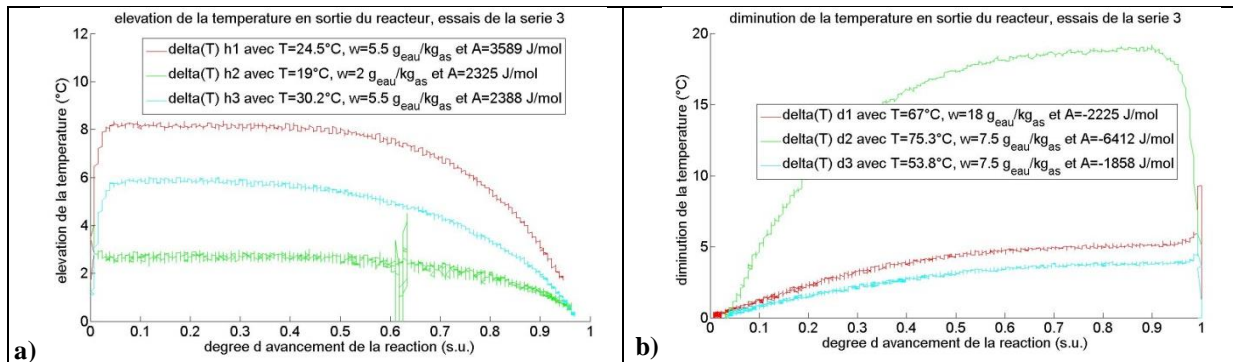 elevation de la temperature en sortie du reacteur, essais de la serie 3
12
10
8
6
4
2
0
elevation de la temperature (°C)
delta(T) h1 avec T=24.5°C, w=5.5 g_eau/kg_as et A=3589 J/mol
delta(T) h2 avec T=19°C, w=2 g_eau/kg_as et A=2325 J/mol
delta(T) h3 avec T=30.2°C, w=5.5 g_eau/kg_as et A=2388 J/mol
0 0.1 0.2 0.3 0.4 0.5 0.6 0.7 0.8 0.9 1
degree d avancement de la reaction (s.u.)
a)
diminution de la temperature en sortie du reacteur, essais de la serie 3
20
15
10
5
0
diminution de la temperature (°C)
delta(T) d1 avec T=67°C, w=18 g_eau/kg_as et A=-2225 J/mol
delta(T) d2 avec T=75.3°C, w=7.5 g_eau/kg_as et A=-6412 J/mol
delta(T) d3 avec T=53.8°C, w=7.5 g_eau/kg_as et A=-1858 J/mol
0 0.1 0.2 0.3 0.4 0.5 0.6 0.7 0.8 0.9 1
degree d avancement de la reaction (s.u.)
b)